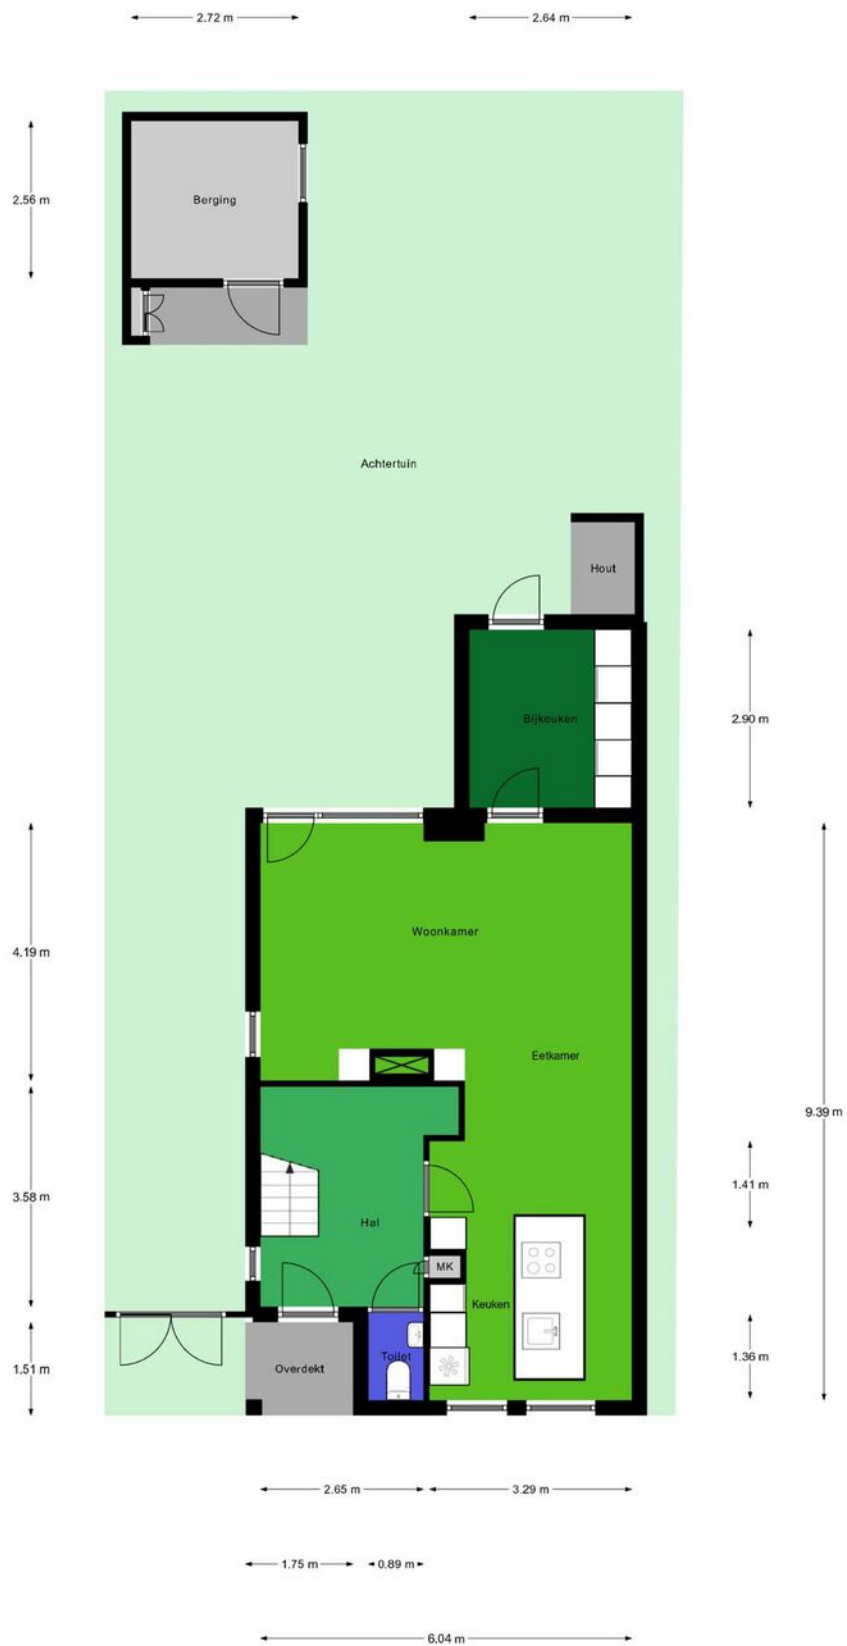 2.72 m
2.64 m
2.56 m
Berging
Achtertuin
Hout
Bijkeuken
2.90 m
Woonkamer
4.19 m
Eetkamer
9.39 m
1.41 m
3.58 m
Hal
MK
Keuken
Toilet
1.36 m
Overdekt
1.51 m
2.65 m
3.29 m
1.75 m
0.89 m
6.04 m